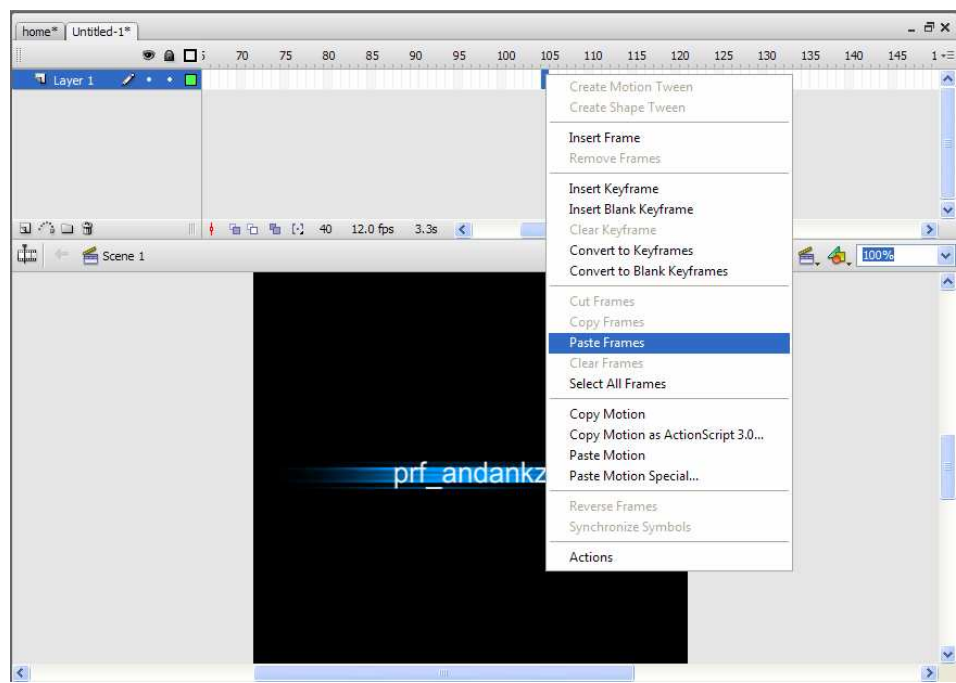 home* Untitled-1*
5 70 75 80 85 90 95 100 105 110 115 120 125 130 135 140 145 1
Layer 1
Create Motion Tween
Create Shape Tween
Insert Frame
Remove Frames
Insert Keyframe
Insert Blank Keyframe
Clear Keyframe
Convert to Keyframes
Convert to Blank Keyframes
Cut Frames
Copy Frames
Paste Frames
Clear Frames
Select All Frames
Copy Motion
Copy Motion as ActionScript 3.0...
Paste Motion
Paste Motion Special...
Reverse Frames
Synchronize Symbols
Actions
40 12.0 fps 3.3s
Scene 1 100%
prf_andankz